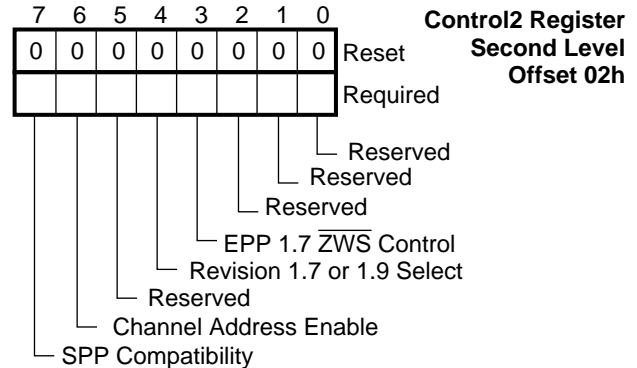 7 6 5 4 3 2 1 0
Control2 Register
Second Level
Offset 02h
0 0 0 0 0 0 0 0 Reset
Required
Reserved
Reserved
Reserved
EPP 1.7 Z̅W̅S̅ Control
Revision 1.7 or 1.9 Select
Reserved
Channel Address Enable
SPP Compatibility